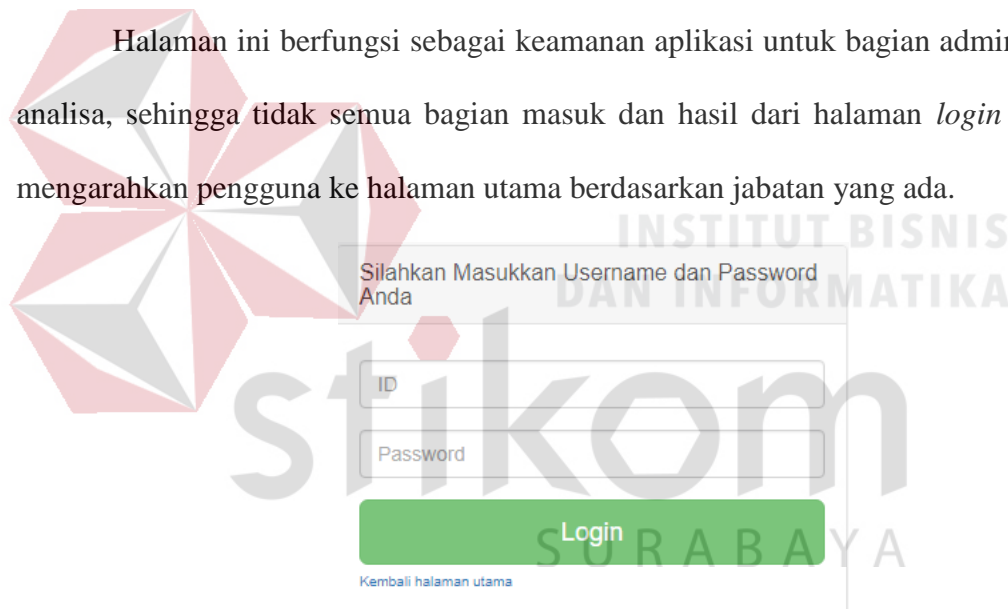 Halaman ini berfungsi sebagai keamanan aplikasi untuk bagian admin
analisa, sehingga tidak semua bagian masuk dan hasil dari halaman login
mengarahkan pengguna ke halaman utama berdasarkan jabatan yang ada.
INSTITUT BISNIS
DAN INFORMATIKA
stikom
SURABAYA
Silahkan Masukkan Username dan Password
Anda
ID
Password
Login
Kembali halaman utama